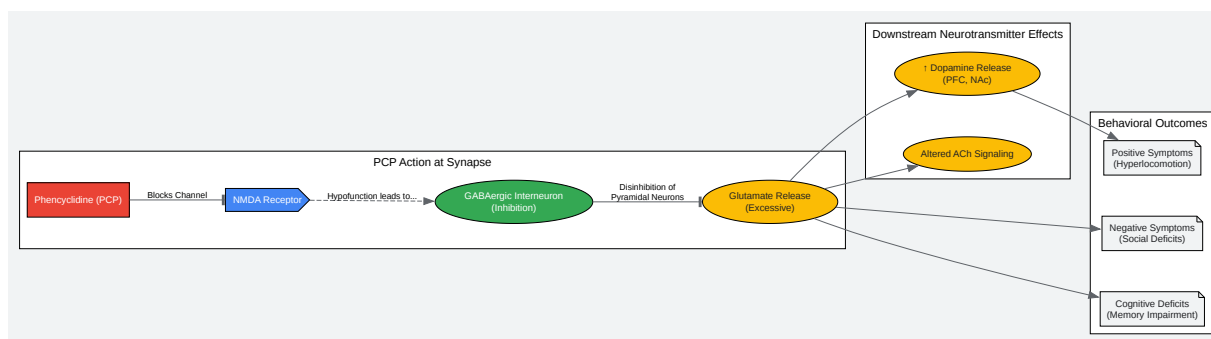 Downstream Neurotransmitter Effects
↑ Dopamine Release
(PFC, NAc)
Altered ACh Signaling
Behavioral Outcomes
Positive Symptoms
(Hyperlocomotion)
Negative Symptoms
(Social Deficits)
Cognitive Deficits
(Memory Impairment)
PCP Action at Synapse
Phencyclidine (PCP)
Blocks Channel
NMDA Receptor
Hypofunction leads to...
GABAergic Interneuron
(Inhibition)
Disinhibition of
Pyramidal Neurons
Glutamate Release
(Excessive)